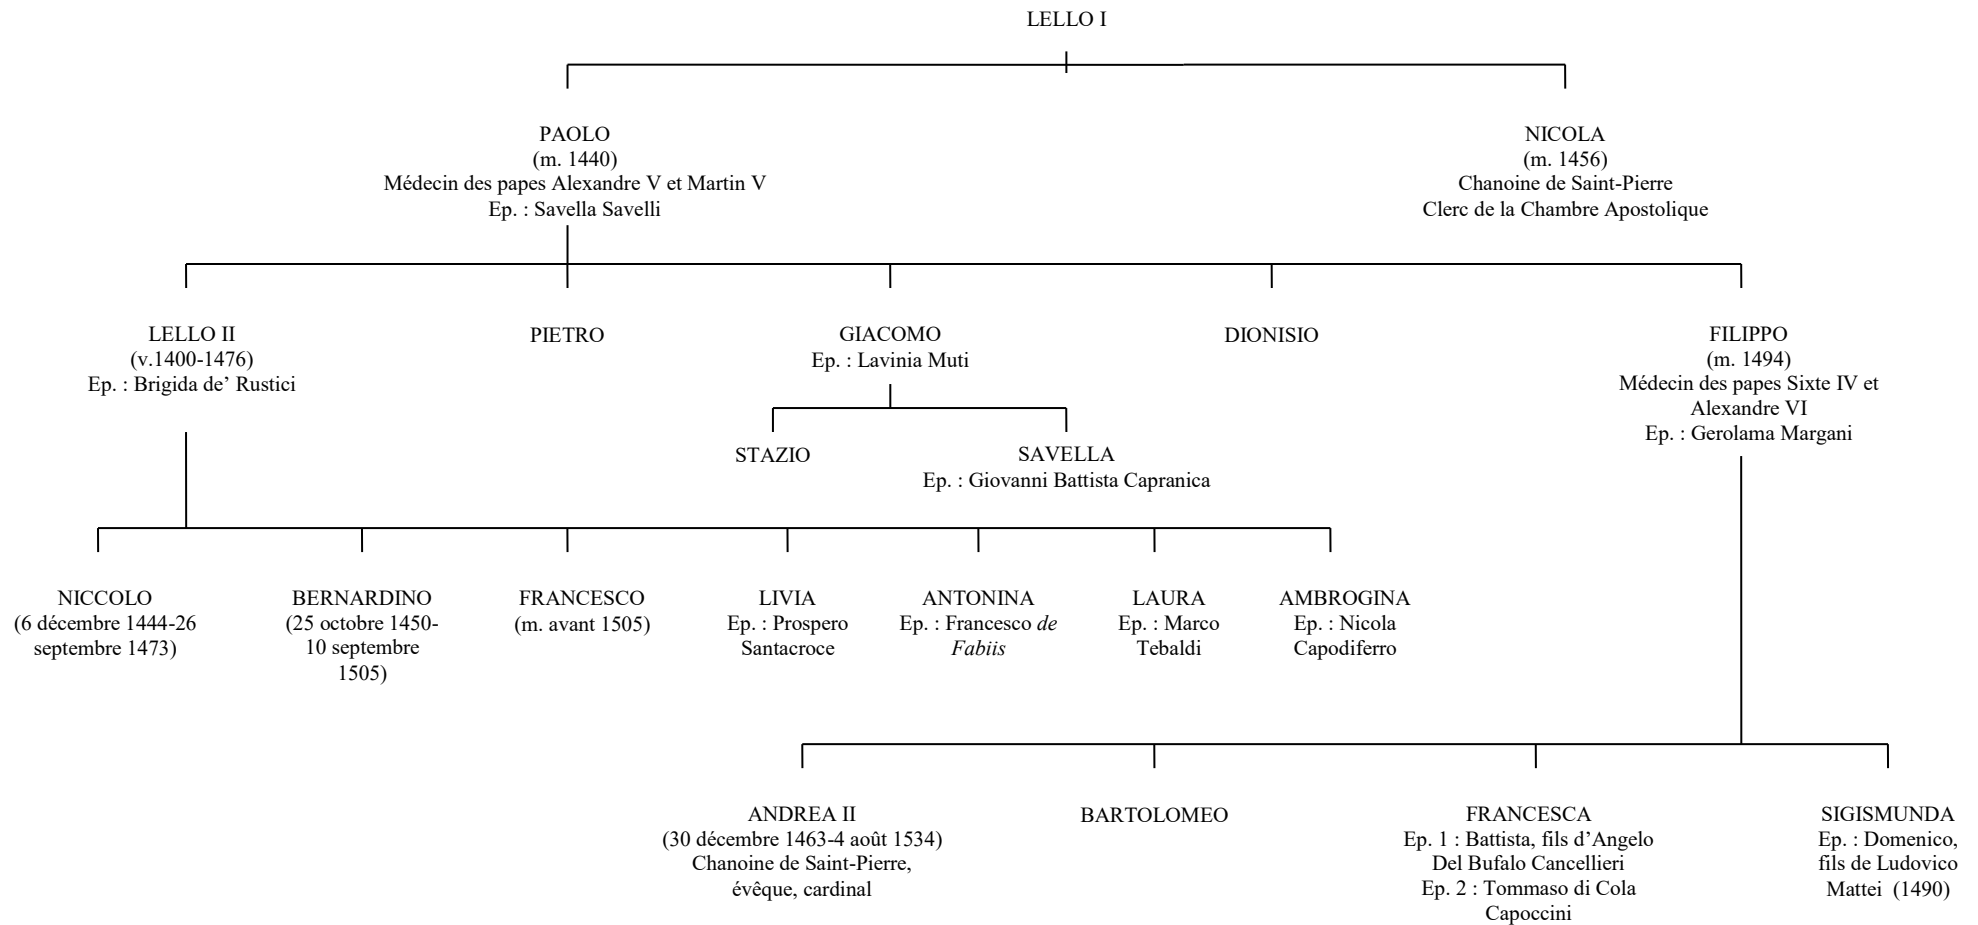 LELLO I
PAOLO
(m. 1440)
Médecin des papes Alexandre V et Martin V
Ep. : Savella Savelli
NICOLA
(m. 1456)
Chanoine de Saint-Pierre
Clerc de la Chambre Apostolique
LELLO II
(v.1400-1476)
Ep. : Brigida de’ Rustici
PIETRO
GIACOMO
Ep. : Lavinia Muti
DIONISIO
FILIPPO
(m. 1494)
Médecin des papes Sixte IV et
Alexandre VI
Ep. : Gerolama Margani
STAZIO
SAVELLA
Ep. : Giovanni Battista Capranica
NICCOLO
(6 décembre 1444-26
septembre 1473)
BERNARDINO
(25 octobre 1450-
10 septembre
1505)
FRANCESCO
(m. avant 1505)
LIVIA
Ep. : Prospero
Santacroce
ANTONINA
Ep. : Francesco de
Fabiis
LAURA
Ep. : Marco
Tebaldi
AMBROGINA
Ep. : Nicola
Capodiferro
ANDREA II
(30 décembre 1463-4 août 1534)
Chanoine de Saint-Pierre,
évêque, cardinal
BARTOLOMEO
FRANCESCA
Ep. 1 : Battista, fils d’Angelo
Del Bufalo Cancellieri
Ep. 2 : Tommaso di Cola
Capoccini
SIGISMUNDA
Ep. : Domenico,
fils de Ludovico
Mattei (1490)